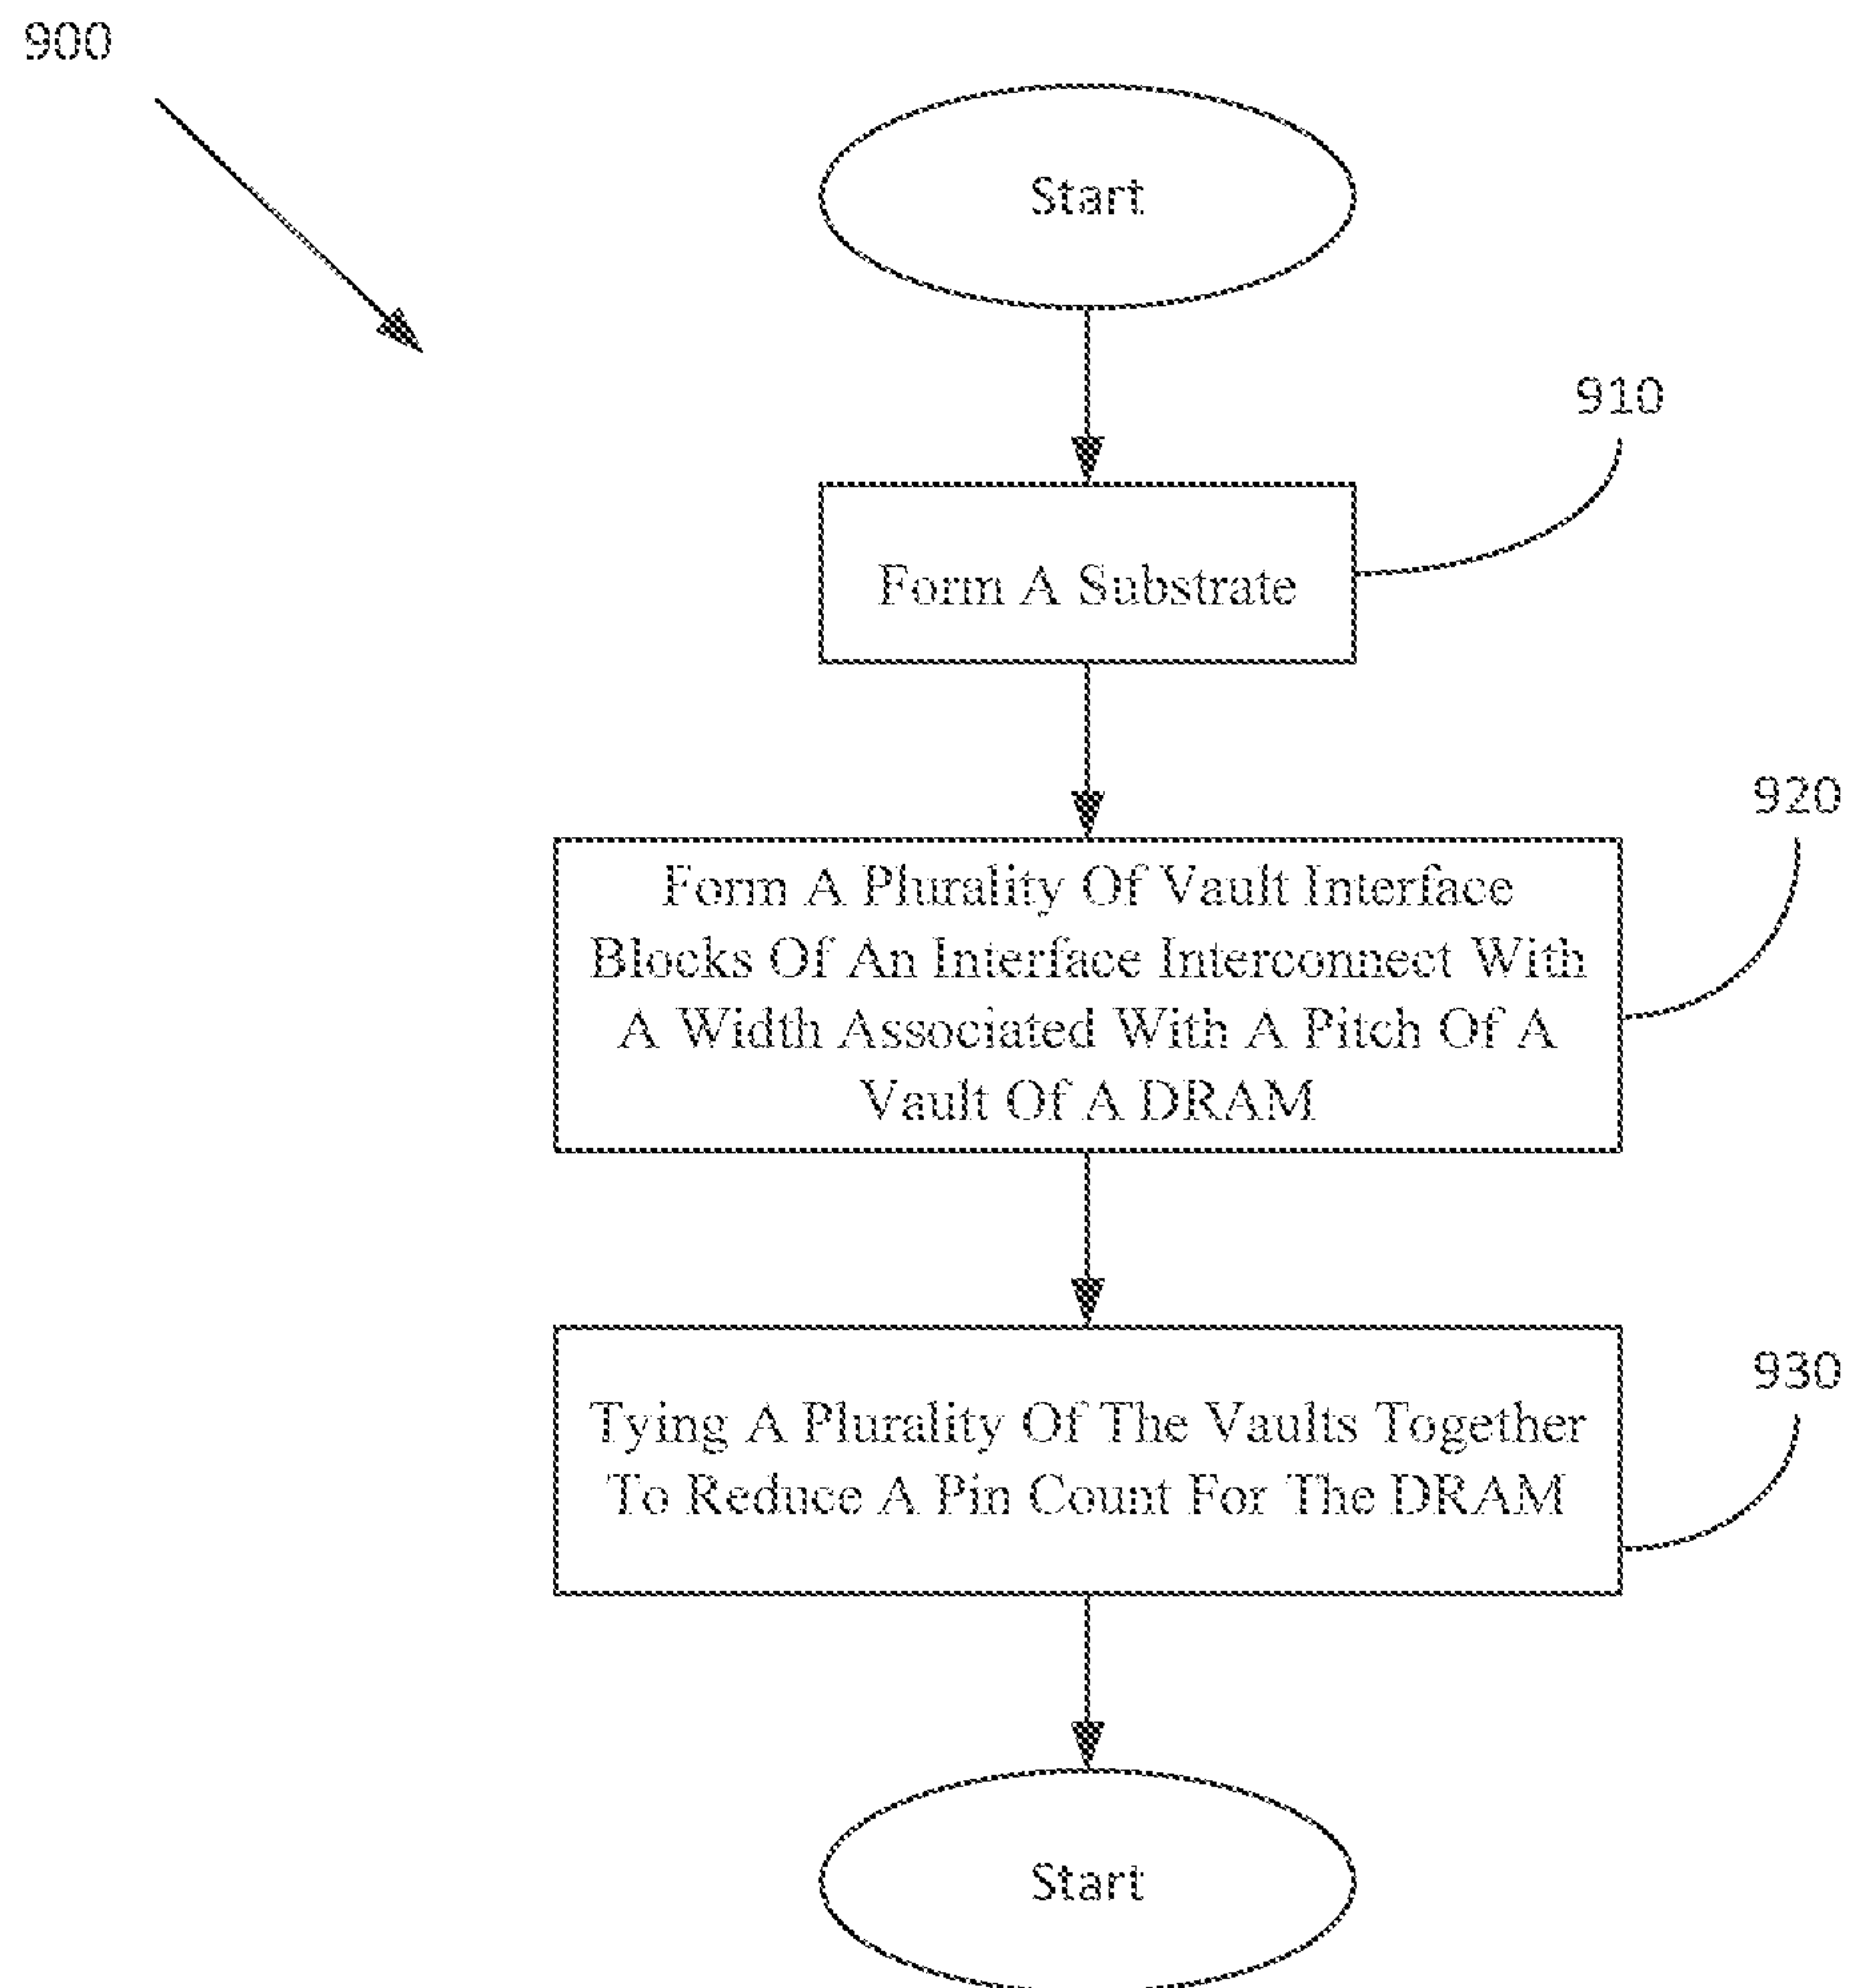 900
Start
910
Form A Substrate
920
Form A Plurality Of Vault Interface
Blocks Of An Interface Interconnect With
A Width Associated With A Pitch Of A
Vault Of A DRAM
930
Tying A Plurality Of The Vaults Together
To Reduce A Pin Count For The DRAM
Start